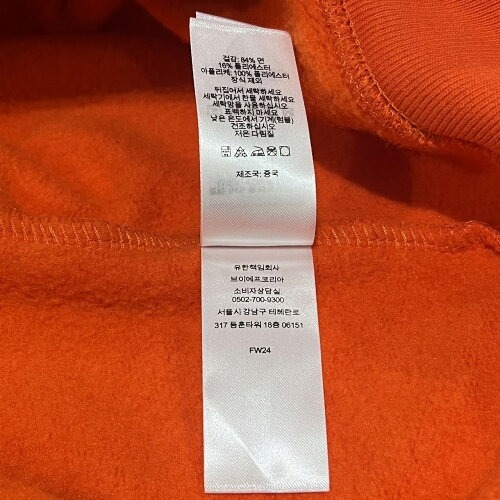 겉감: 84% 면
16% 폴리에스터
아플리케: 100% 폴리에스터
장식 제외
뒤집어서 세탁하세요
세탁기에서 찬물 세탁하세요
세탁망을 사용하십시오
표백하지 마세요
낮은 온도에서 기계(텀블)
건조하십시오
저온 다림질
제조국: 중국
유한책임회사
브이에프코리아
소비자상담실:
0502-700-9300
서울시 강남구 테헤란로
317 동훈타워 18층 06151
FW24